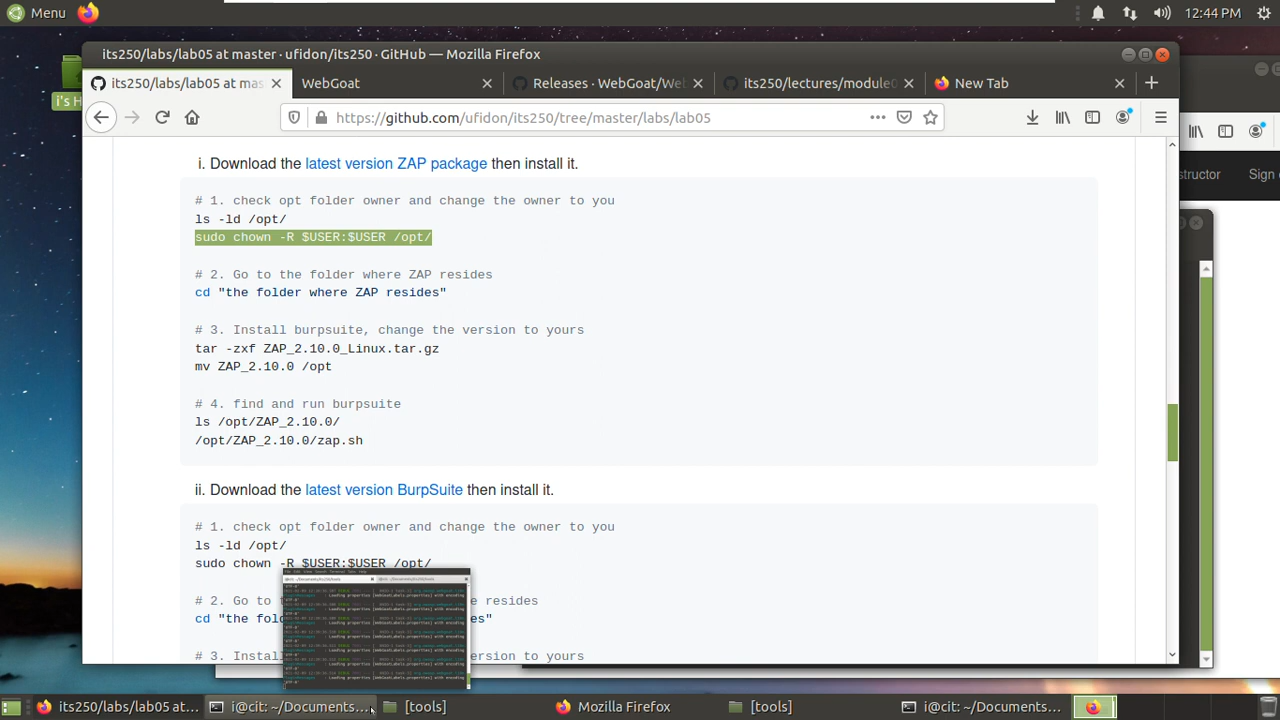 Menu
12:44 PM
its250/labs/lab05 at master · ufidon/its250 · GitHub — Mozilla Firefox
i's H
its250/labs/lab05 at mas
WebGoat
Releases · WebGoat/We
its250/lectures/module0
New Tab
https://github.com/ufidon/its250/tree/master/labs/lab05
structor
Sign
i. Download the latest version ZAP package then install it.
# 1. check opt folder owner and change the owner to you
ls -ld /opt/
sudo chown -R $USER:$USER /opt/
# 2. Go to the folder where ZAP resides
cd "the folder where ZAP resides"
# 3. Install burpsuite, change the version to yours
tar -zxf ZAP_2.10.0_Linux.tar.gz
mv ZAP_2.10.0 /opt
# 4. find and run burpsuite
ls /opt/ZAP_2.10.0/
/opt/ZAP_2.10.0/zap.sh
ii. Download the latest version BurpSuite then install it.
# 1. check opt folder owner and change the owner to you
ls -ld /opt/
sudo chown -R $USER:$USER /opt/
# 2. Go to
e resides
cd "the fol
es"
# 3. Instal
ersion to yours
its250/labs/lab05 at...
i@cit: ~/Documents...
[tools]
Mozilla Firefox
[tools]
i@cit: ~/Documents...